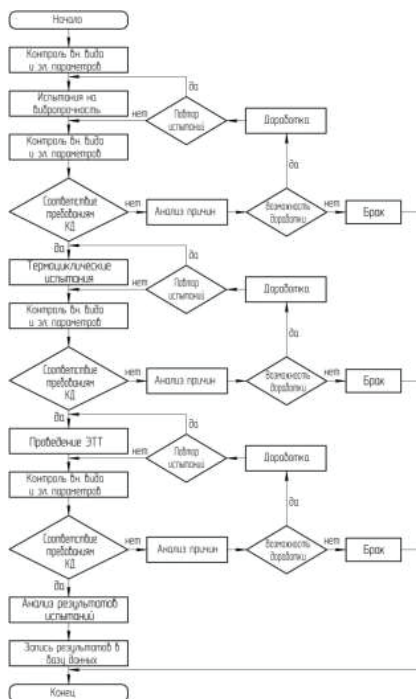 Начало
Контроль вн. вида
и эл. параметров
да
Испытания на
вибропрочность
нет
Повтор
испытаний
Доработка
Контроль вн. вида
и эл. параметров
да
Соответствие
требованиям
КД
нет
Анализ причин
Возможность
доработки
нет
Брак
да
да
Термоциклические
испытания
нет
Повтор
испытаний
Доработка
Контроль вн. вида
и эл. параметров
да
Соответствие
требованиям
КД
нет
Анализ причин
Возможность
доработки
нет
Брак
да
да
Проведение ЭТТ
нет
Повтор
испытаний
Доработка
Контроль вн. вида
и эл. параметров
да
Соответствие
требованиям
КД
нет
Анализ причин
Возможность
доработки
нет
Брак
да
Анализ результатов
испытаний
Запись результатов в
базу данных
Конец